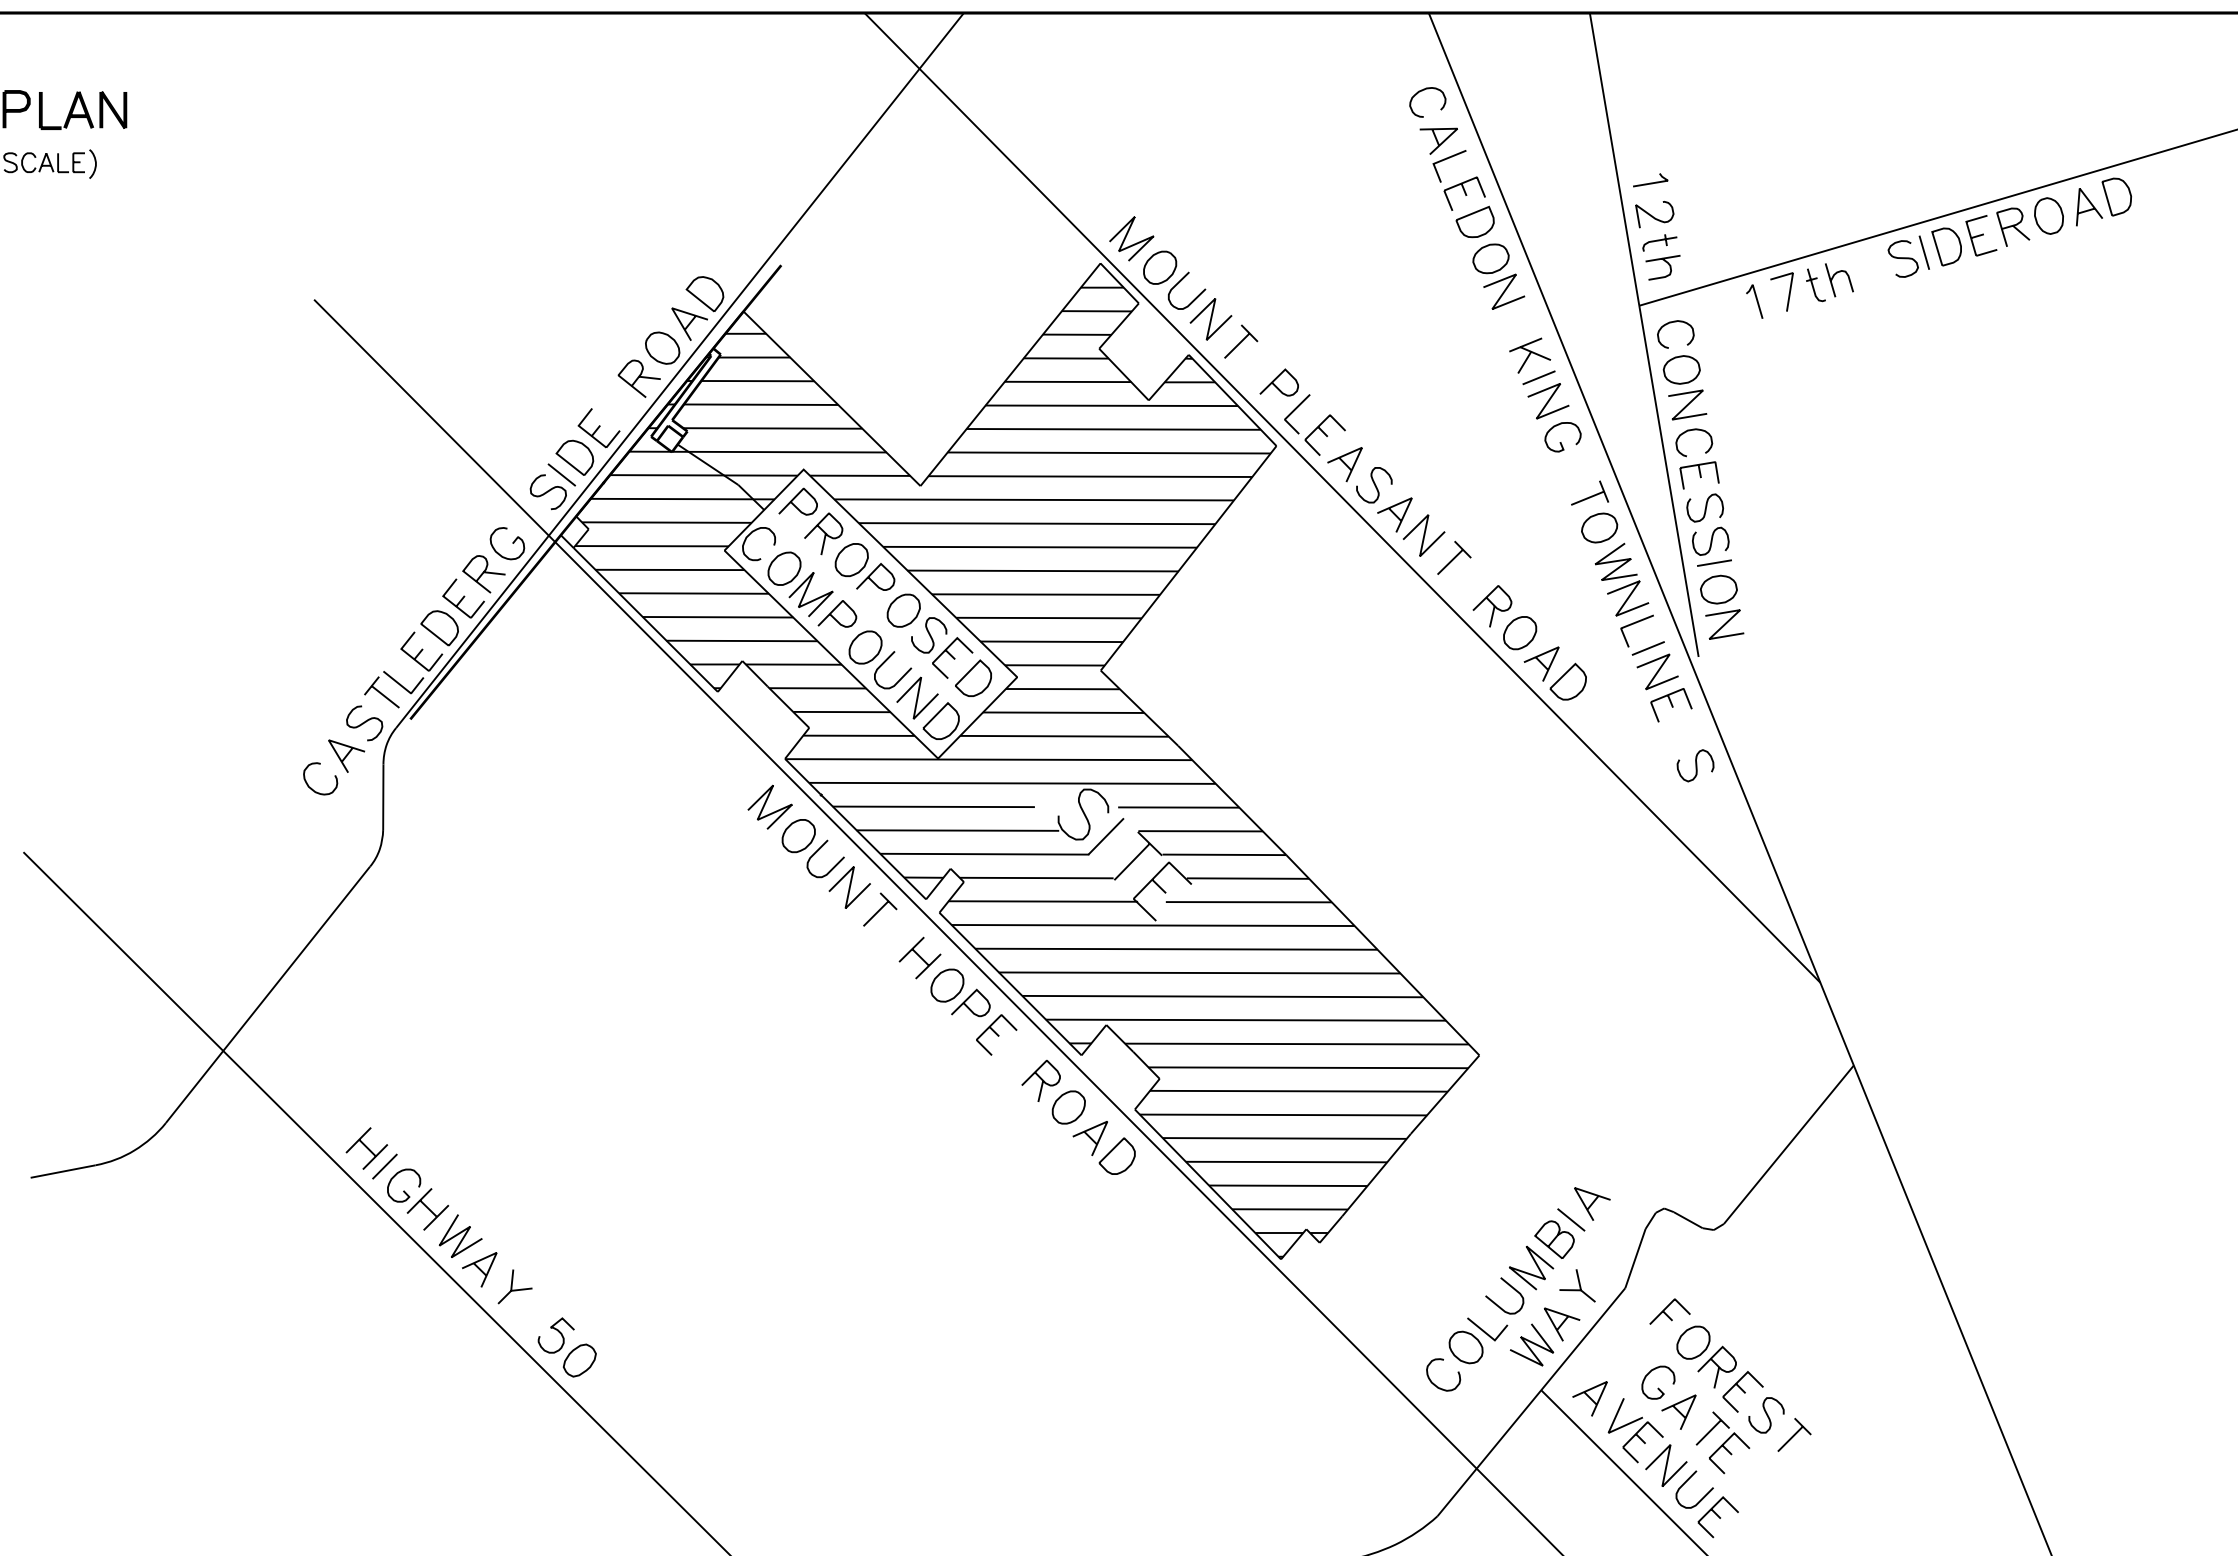 PLAN
SCALE)
CASTLEDERG SIDE ROAD
MOUNT PLEASANT ROAD
CALEDON KING TOWNLINE S
12th CONCESSION
17th SIDEROAD
PROPOSED
COMPOUND
SITE
MOUNT HOPE ROAD
HIGHWAY 50
COLUMBIA
WAY
FOREST
GATE
AVENUE